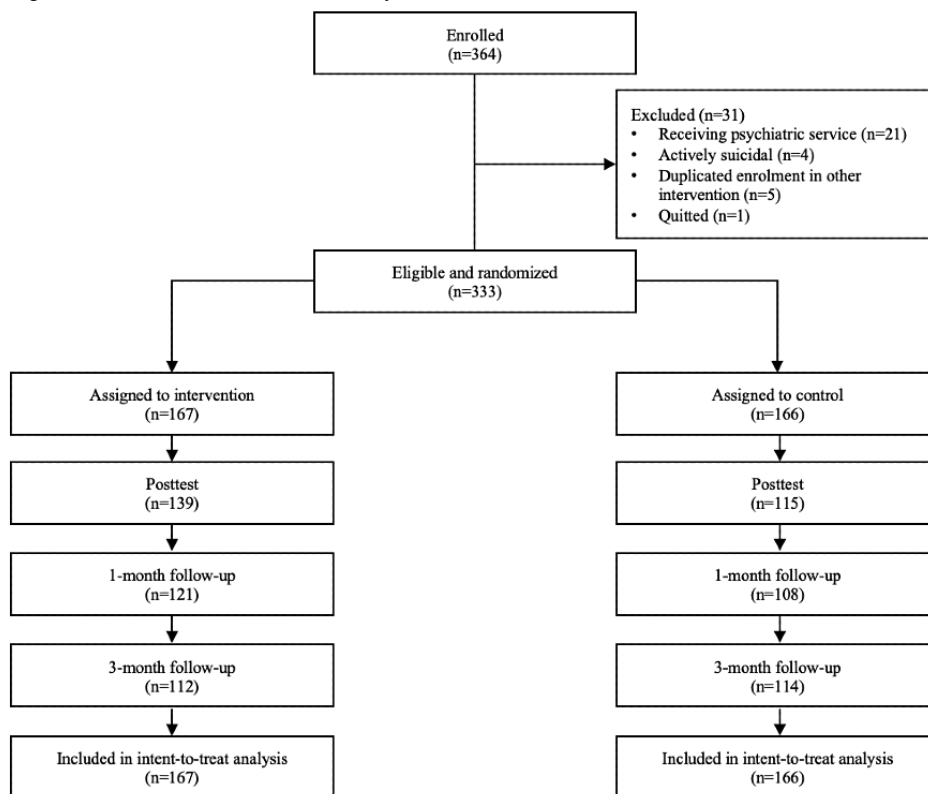 Enrolled
(n=364)
Excluded (n=31)
• Receiving psychiatric service (n=21)
• Actively suicidal (n=4)
• Duplicated enrolment in other
intervention (n=5)
• Quitted (n=1)
Eligible and randomized
(n=333)
Assigned to intervention
(n=167)
Assigned to control
(n=166)
Posttest
(n=139)
Posttest
(n=115)
1-month follow-up
(n=121)
1-month follow-up
(n=108)
3-month follow-up
(n=112)
3-month follow-up
(n=114)
Included in intent-to-treat analysis
(n=167)
Included in intent-to-treat analysis
(n=166)